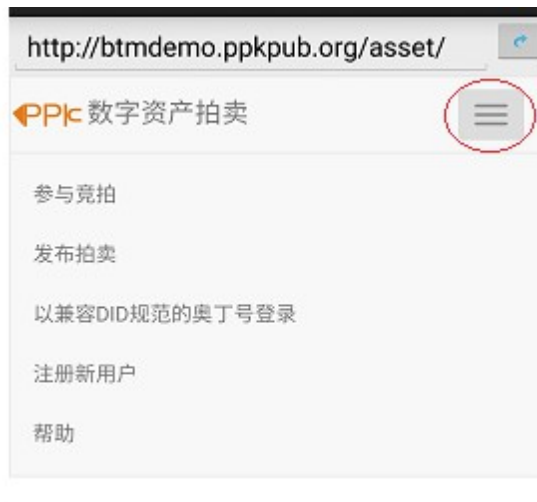 http://btmdemo.ppkpub.org/asset/
PPk 数字资产拍卖
参与竞拍
发布拍卖
以兼容DID规范的奥丁号登录
注册新用户
帮助